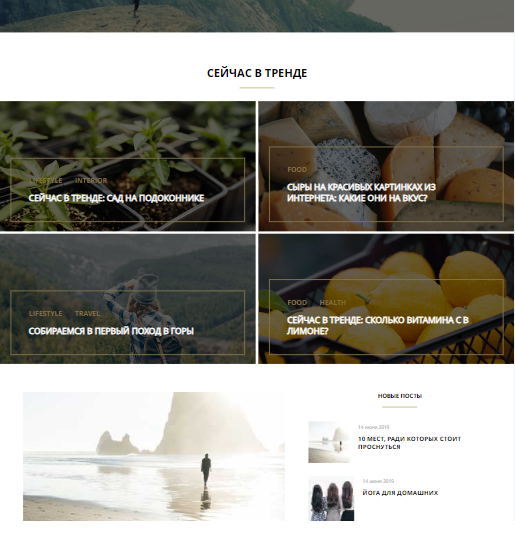 СЕЙЧАС В ТРЕНДЕ
LIFESTYLE INTERIOR
СЕЙЧАС В ТРЕНДЕ: САД НА ПОДОКОННИКЕ
FOOD
СЫРЫ НА КРАСИВЫХ КАРТИНКАХ ИЗ
ИНТЕРНЕТА: КАКИЕ ОНИ НА ВКУС?
LIFESTYLE TRAVEL
СОБИРАЕМСЯ В ПЕРВЫЙ ПОХОД В ГОРЫ
FOOD HEALTH
СЕЙЧАС В ТРЕНДЕ: СКОЛЬКО ВИТАМИНА С В
ЛИМОНЕ?
НОВЫЕ ПОСТЫ
14 июня 2019
10 МЕСТ, РАДИ КОТОРЫХ СТОИТ
ПРОСНУТЬСЯ
14 июня 2019
ЙОГА ДЛЯ ДОМАШНИХ